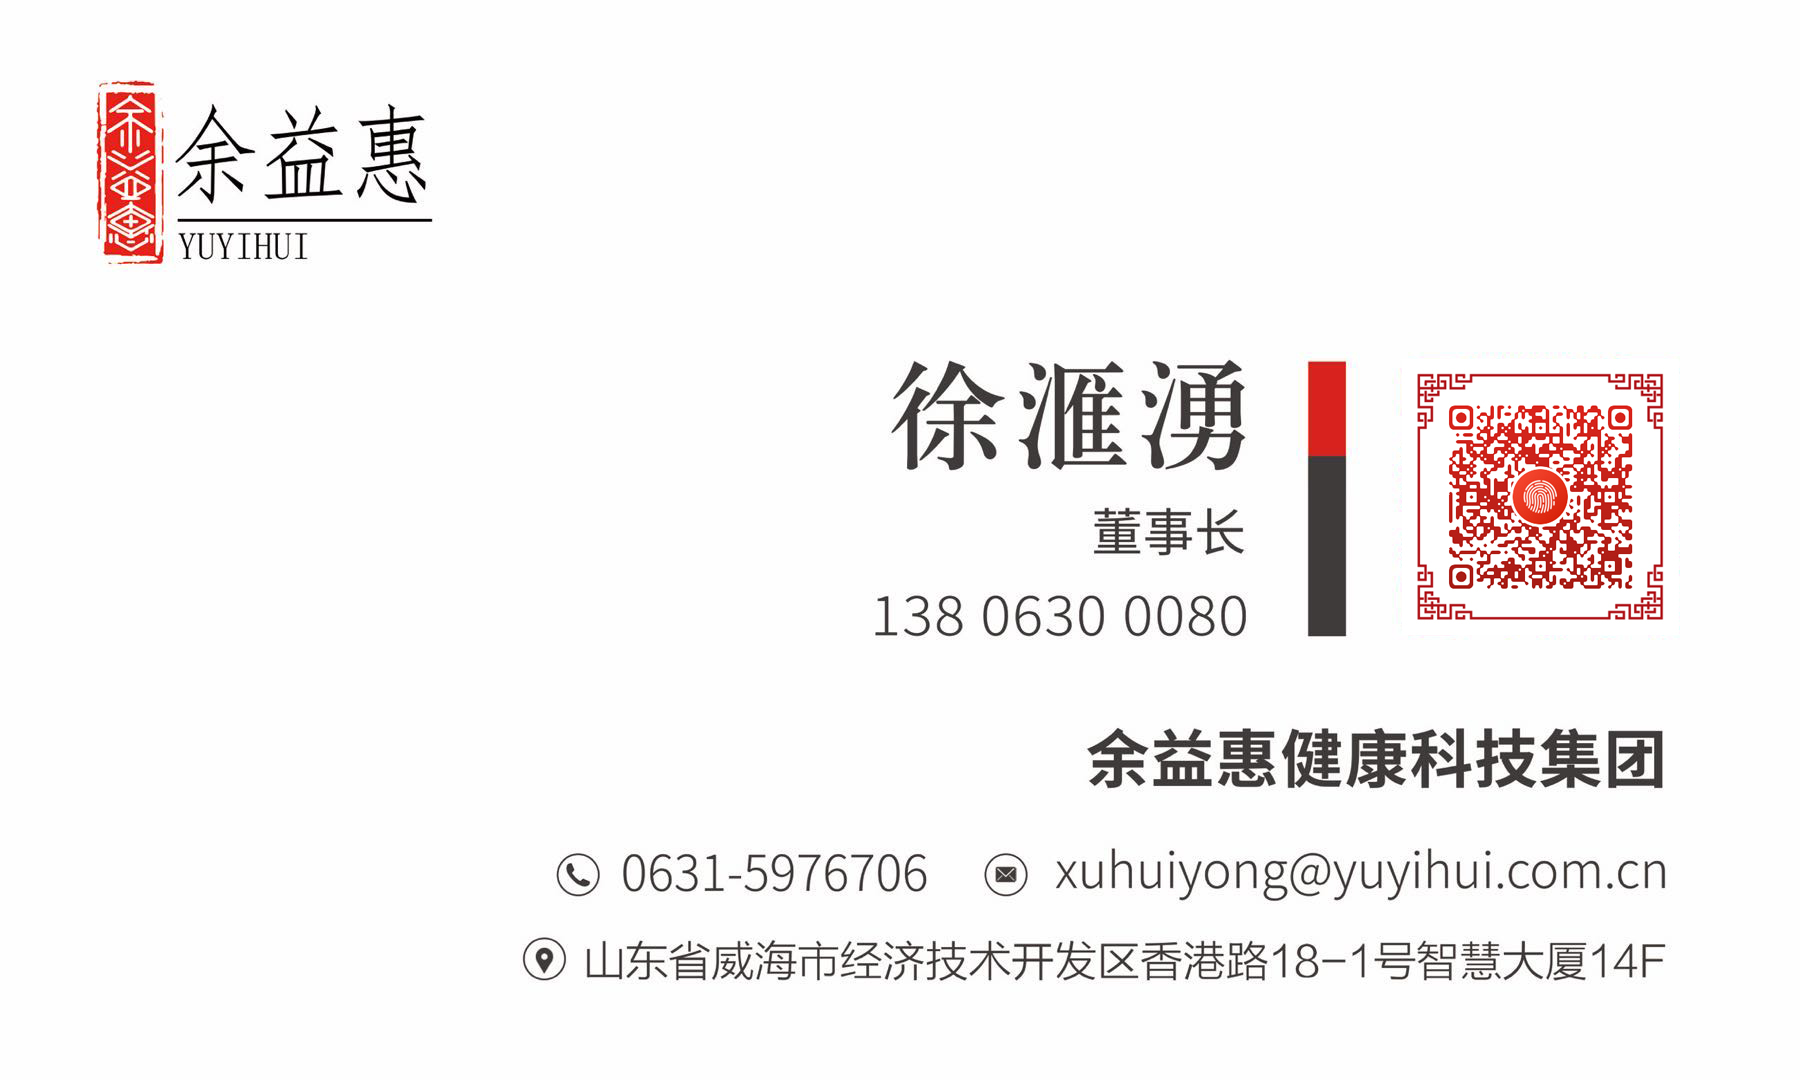 余益惠
余益惠
YUYIHUI
徐滙湧
董事长
138 0630 0080
余益惠健康科技集团
0631-5976706
xuhuiyong@yuyihui.com.cn
山东省威海市经济技术开发区香港路18-1号智慧大厦14F